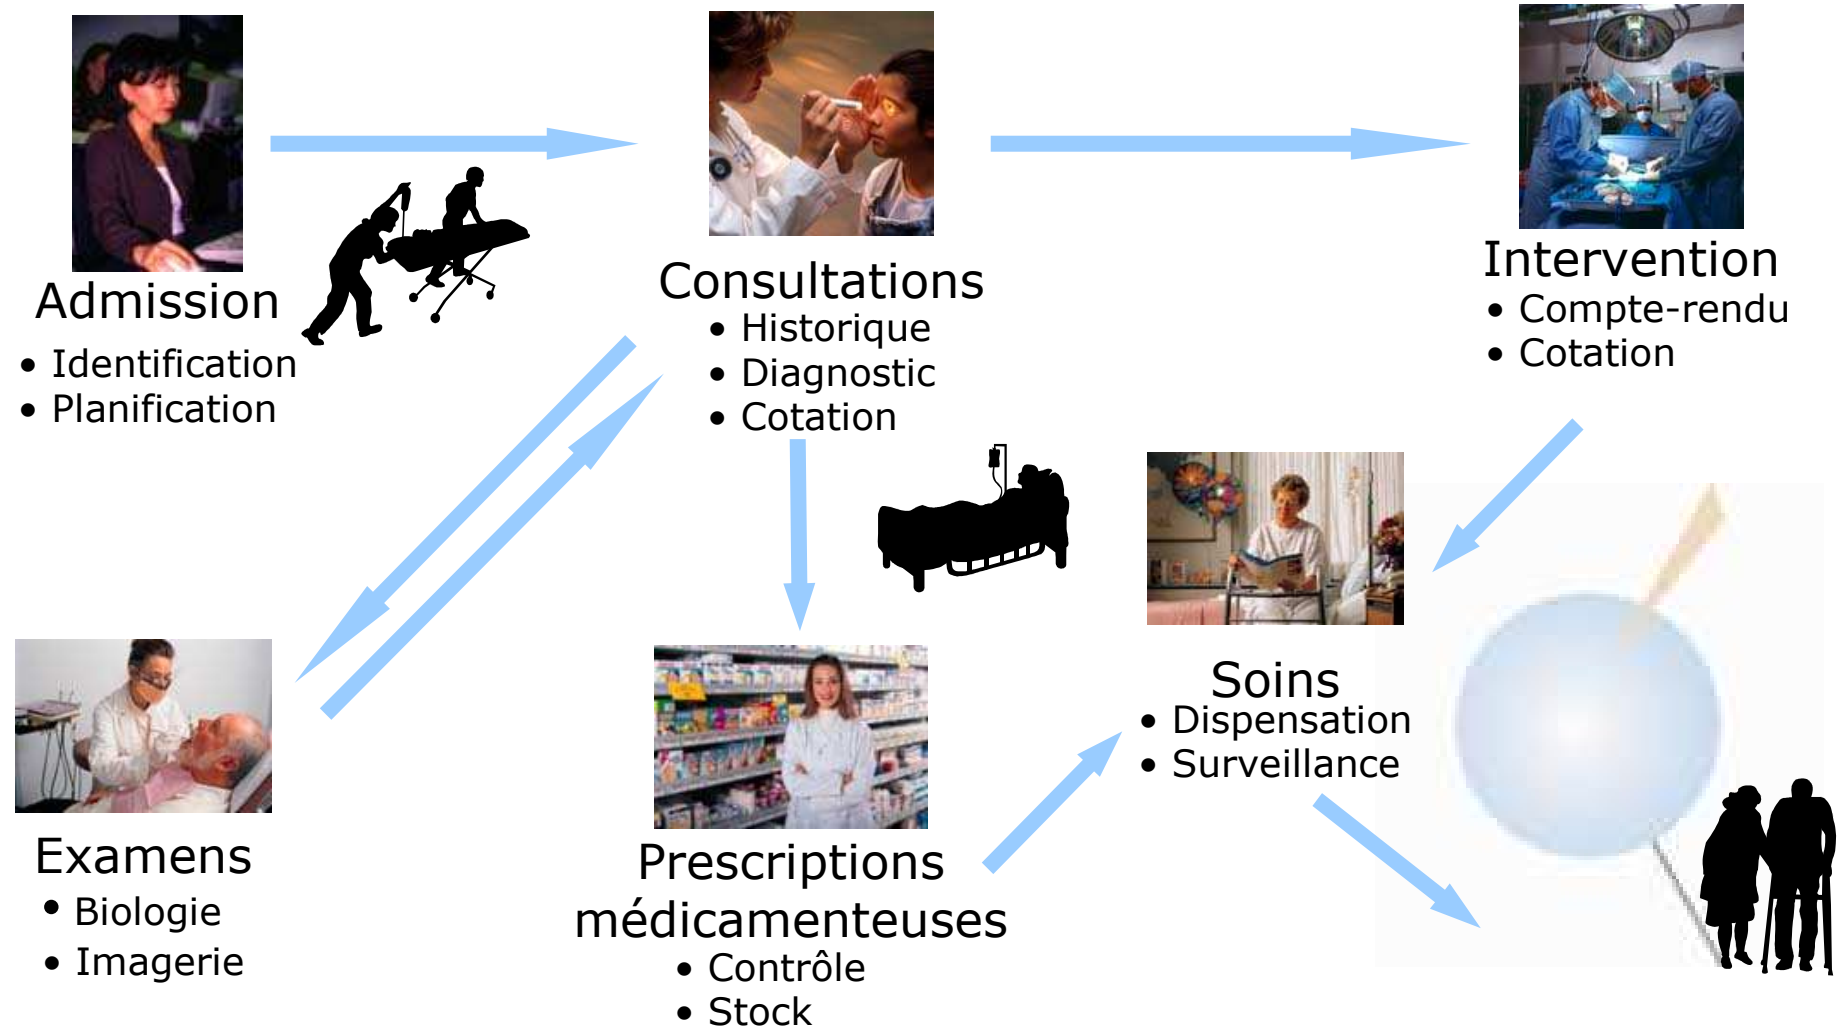 Admission
• Identification
• Planification
Consultations
• Historique
• Diagnostic
• Cotation
Intervention
• Compte-rendu
• Cotation
Examens
• Biologie
• Imagerie
Prescriptions
médicamenteuses
• Contrôle
• Stock
Soins
• Dispensation
• Surveillance